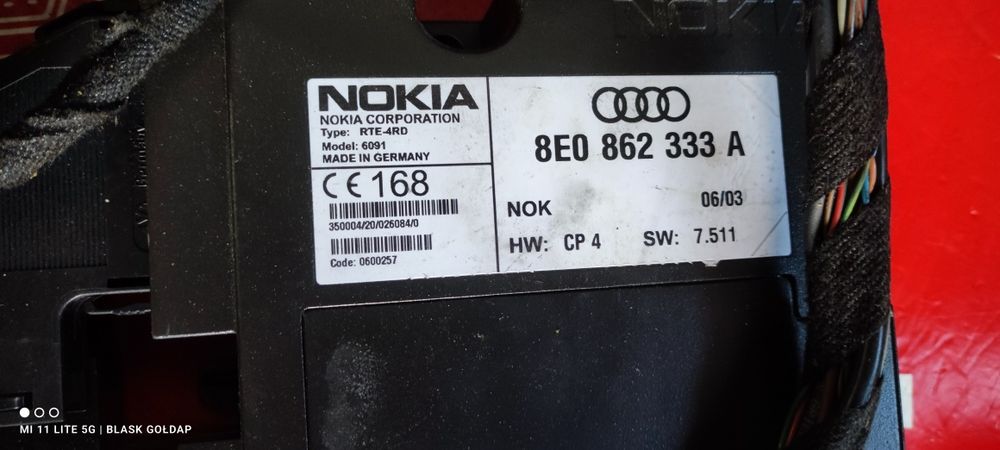 NOKIA
NOKIA
NOKIA CORPORATION
Type: RTE-4RD
Model: 6091
MADE IN GERMANY
CE 168
350004/20/026084/0
Code: 0600257
8E0 862 333 A
NOK 06/03
HW: CP 4 SW: 7.511
MI 11 LITE 5G | BLASK GOŁDAP